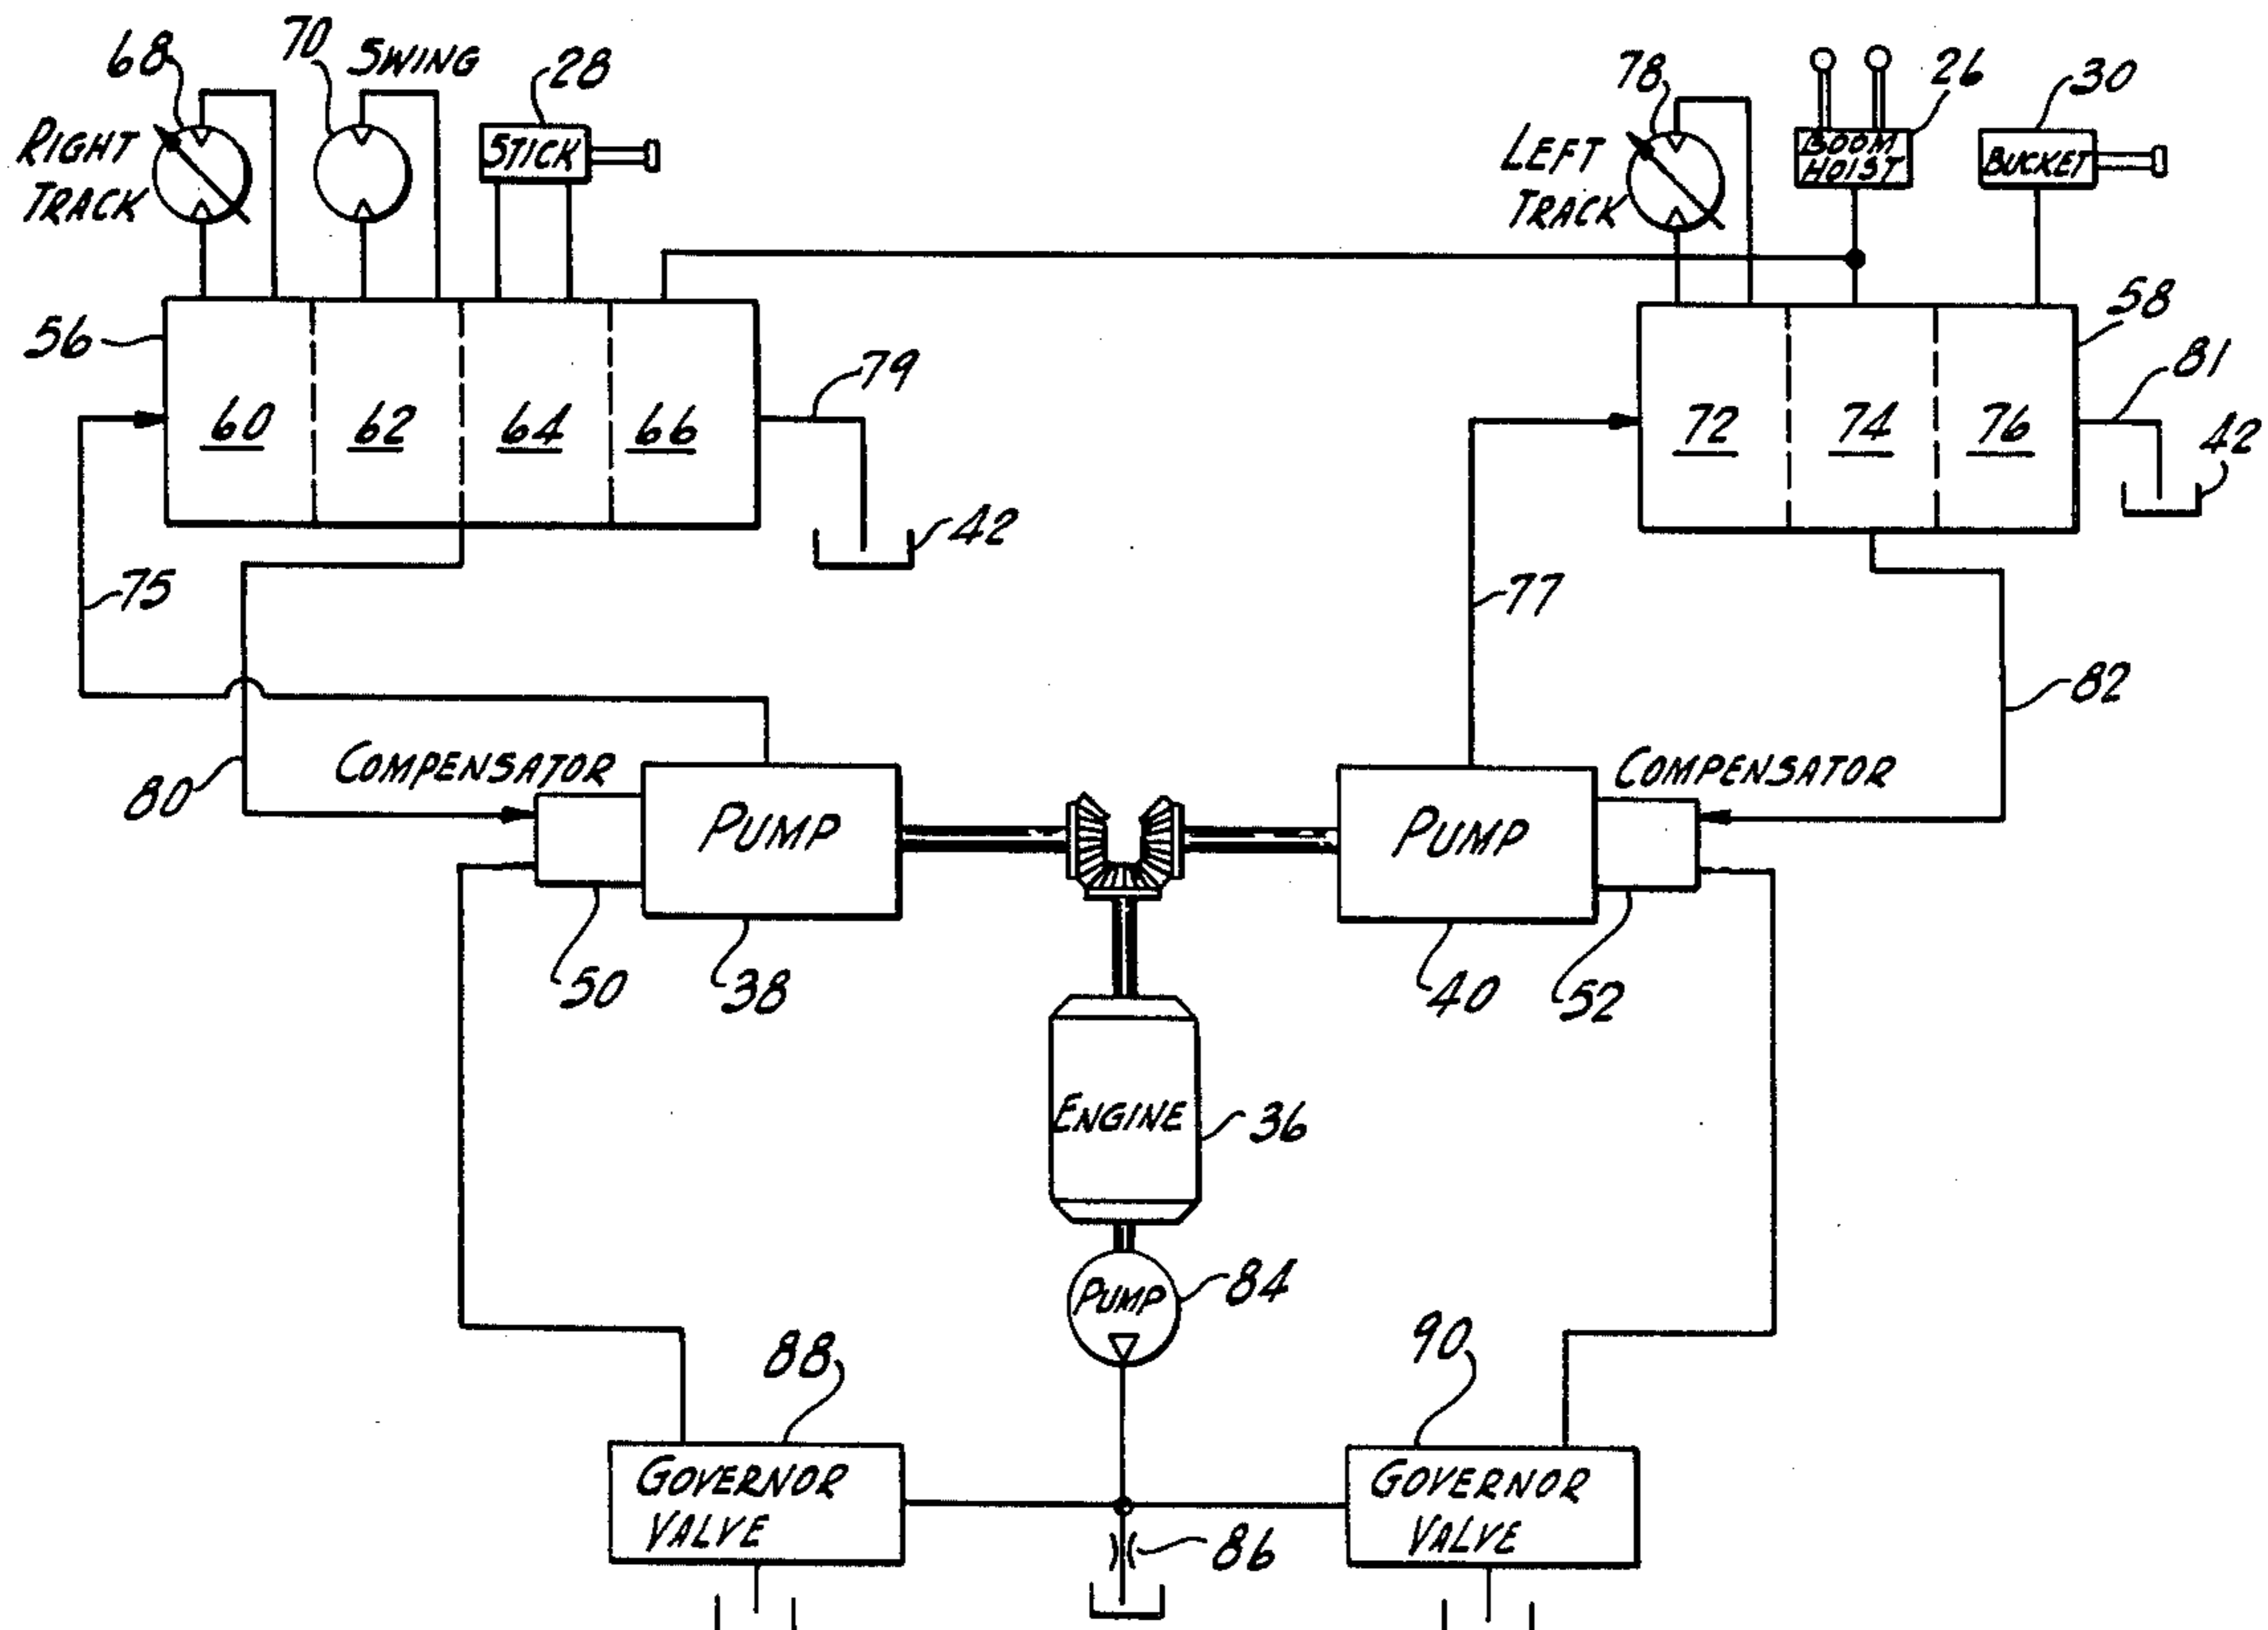 68
70 SWING
28
RIGHT
TRACK
STICK
78
26
30
LEFT
TRACK
BOOM
HOIST
BUCKET
56
60
62
64
66
79
42
58
72
74
76
81
42
75
77
80
82
COMPENSATOR
PUMP
PUMP
COMPENSATOR
50
38
40
52
ENGINE
36
PUMP
84
88
90
GOVERNOR
VALVE
86
GOVERNOR
VALVE